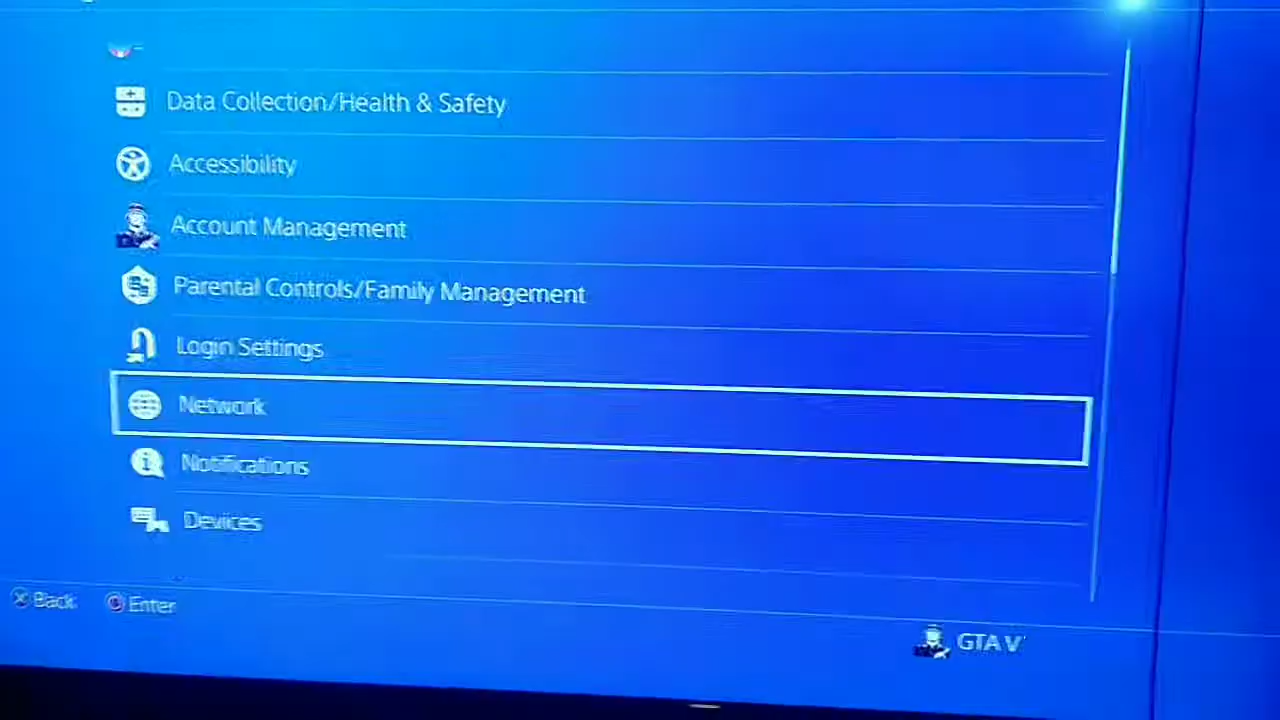 Data Collection/Health & Safety
Accessibility
Account Management
Parental Controls/Family Management
Login Settings
Network
Notifications
Devices
Back Enter
GTA V